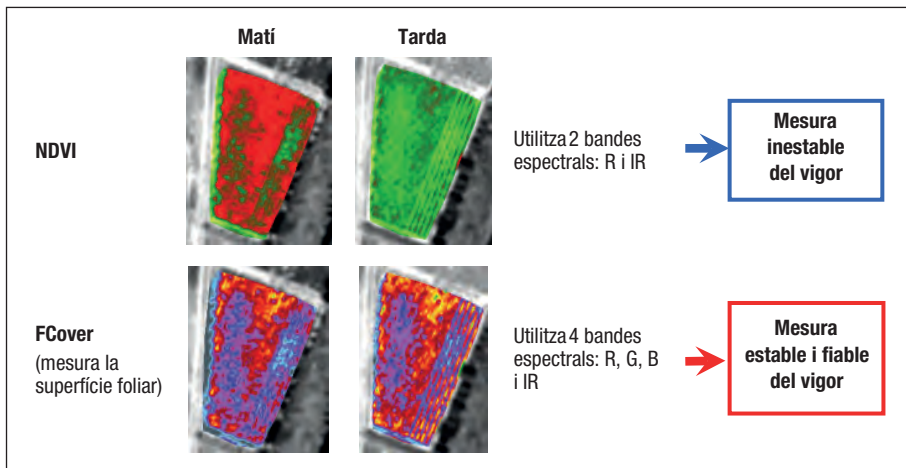 Matí
Tarda
NDVI
Utilitza 2 bandes
espectrals: R i IR
Mesura
inestable
del vigor
FCover
(mesura la
superfície foliar)
Utilitza 4 bandes
espectrals: R, G, B
i IR
Mesura
estable i fiable
del vigor